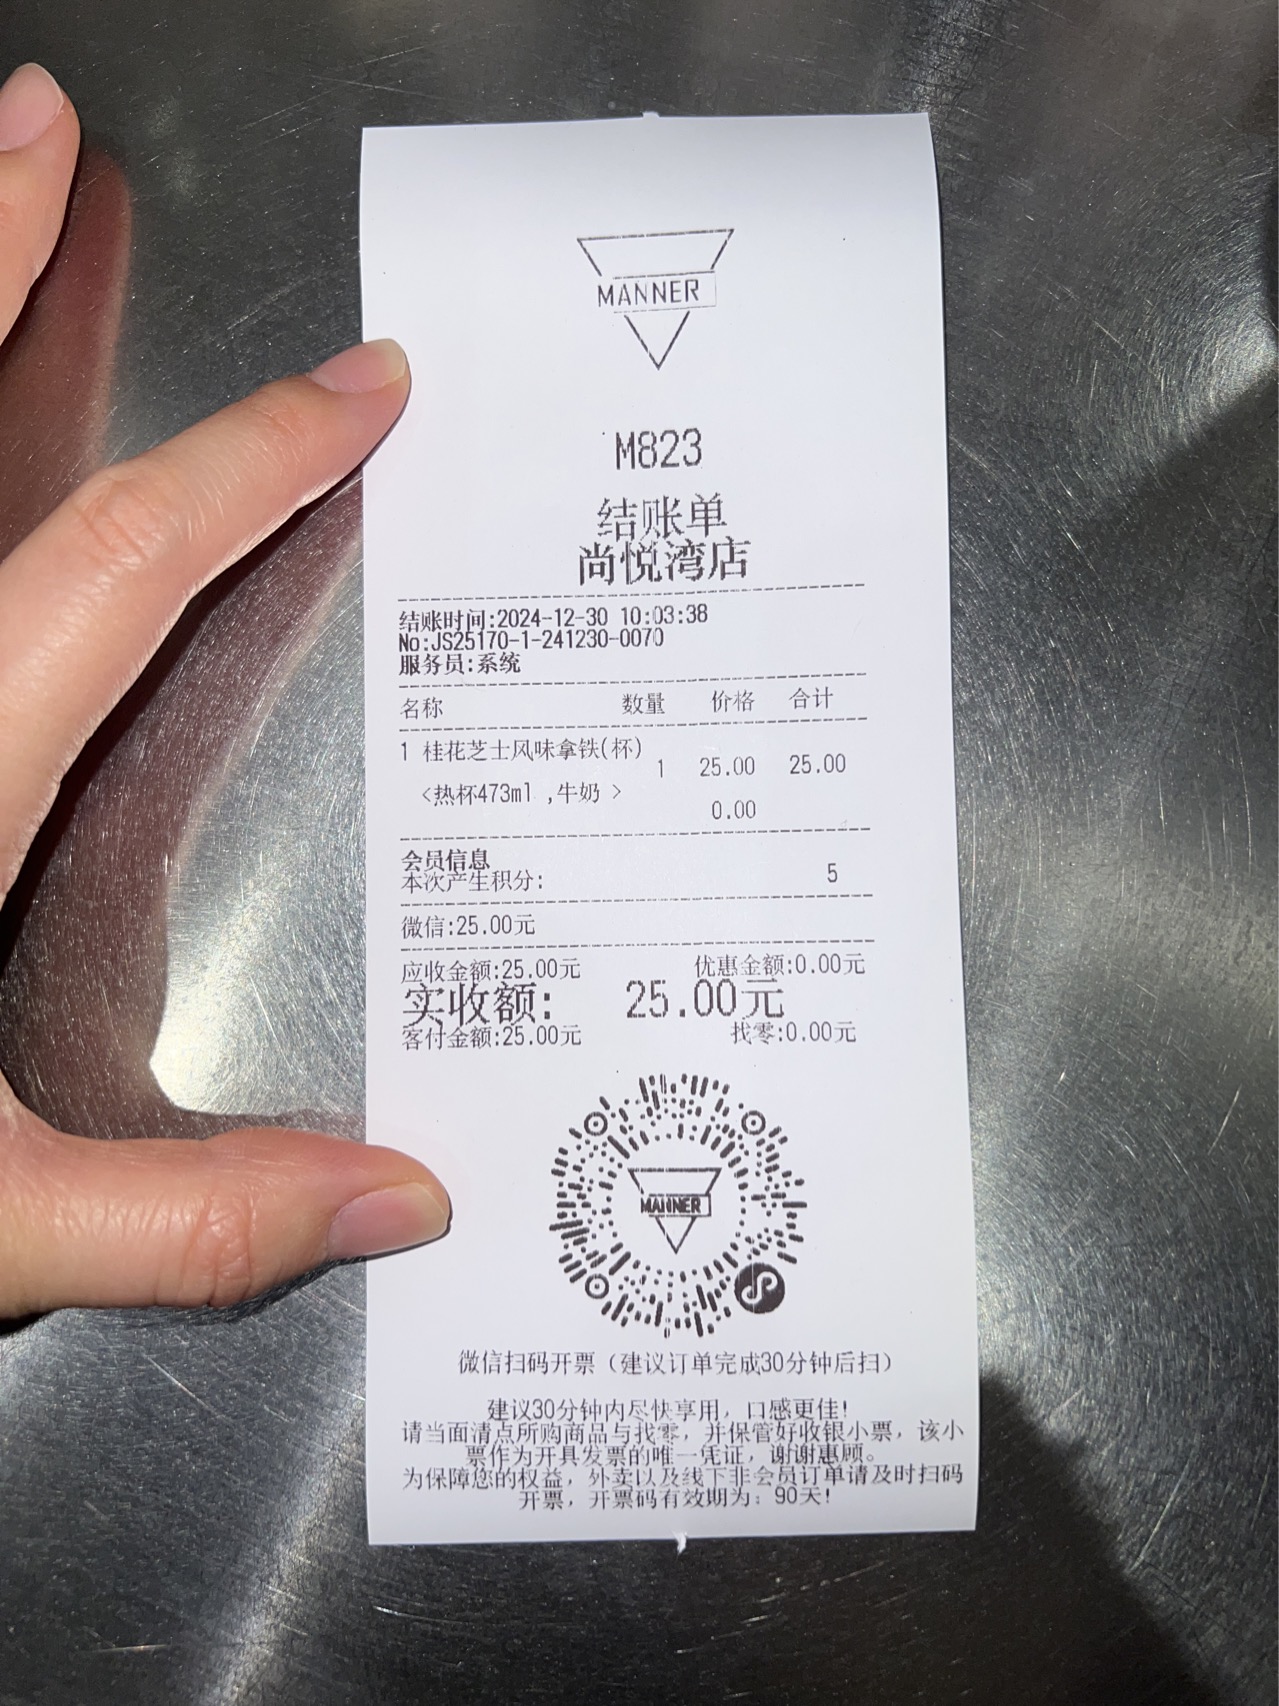 MANNER
M823
结账单
尚悦湾店
结账时间:2024-12-30 10:03:38
No:JS25170-1-241230-0070
服务员:系统
名称 数量 价格 合计
1 桂花芝士风味拿铁(杯) 1 25.00 25.00
<热杯473ml ,牛奶 > 0.00
会员信息
本次产生积分: 5
微信:25.00元
应收金额:25.00元 优惠金额:0.00元
实收额: 25.00元
客付金额:25.00元 找零:0.00元
MANNER
微信扫码开票（建议订单完成30分钟后扫）
建议30分钟内尽快享用，口感更佳!
请当面清点所购商品与找零，并保管好收银小票，该小
票作为开具发票的唯一凭证，谢谢惠顾。
为保障您的权益，外卖以及线下非会员订单请及时扫码
开票，开票码有效期为：90天!